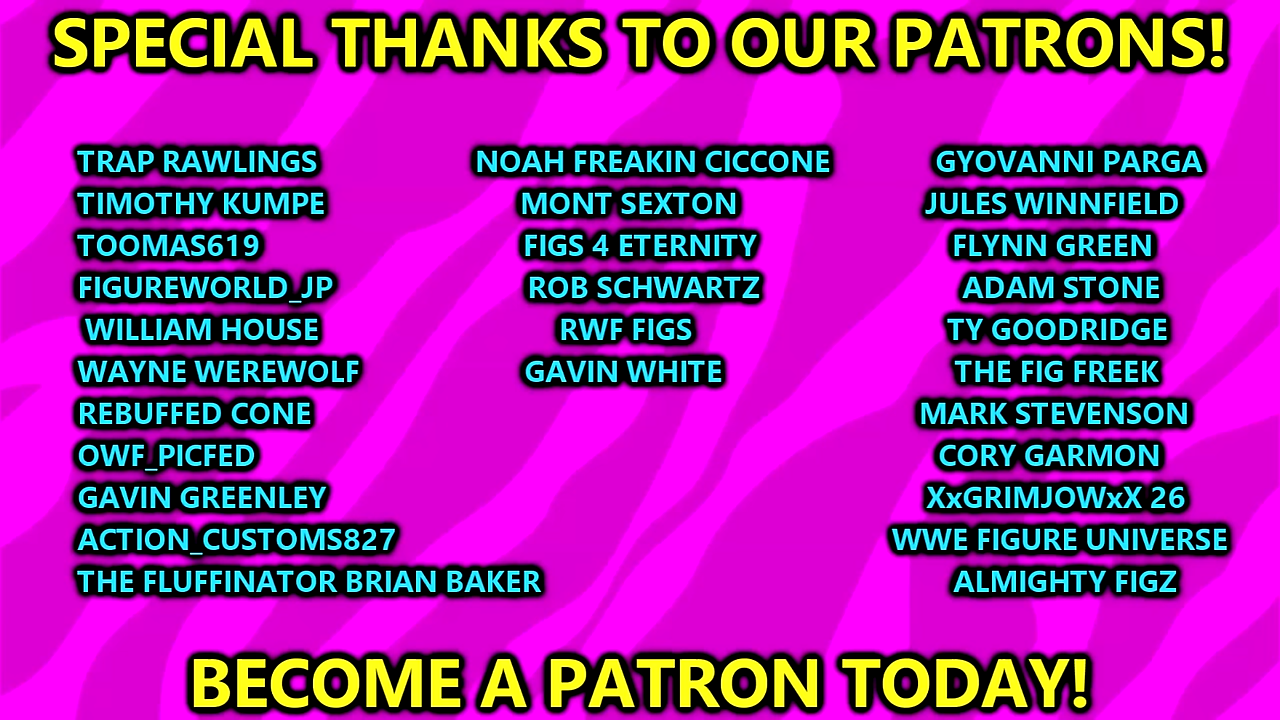 SPECIAL THANKS TO OUR PATRONS!
TRAP RAWLINGS
TIMOTHY KUMPE
TOOMAS619
FIGUREWORLD_JP
WILLIAM HOUSE
WAYNE WEREWOLF
REBUFFED CONE
OWF_PICFED
GAVIN GREENLEY
ACTION_CUSTOMS827
THE FLUFFINATOR BRIAN BAKER
NOAH FREAKIN CICCONE
MONT SEXTON
FIGS 4 ETERNITY
ROB SCHWARTZ
RWF FIGS
GAVIN WHITE
GYOVANNI PARGA
JULES WINNFIELD
FLYNN GREEN
ADAM STONE
TY GOODRIDGE
THE FIG FREEK
MARK STEVENSON
CORY GARMON
XxGRIMJOWxX 26
WWE FIGURE UNIVERSE
ALMIGHTY FIGZ
BECOME A PATRON TODAY!